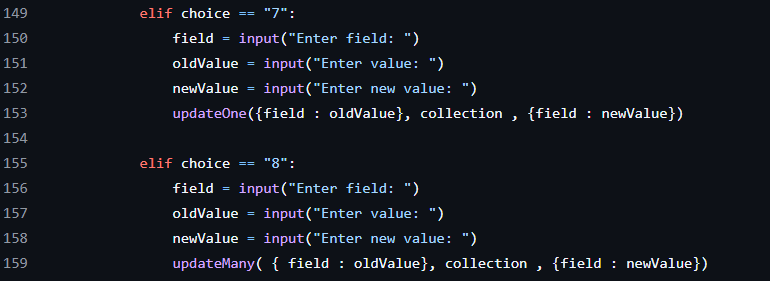 149 elif choice == "7":
150 field = input("Enter field: ")
151 oldValue = input("Enter value: ")
152 newValue = input("Enter new value: ")
153 updateOne({field : oldValue}, collection , {field : newValue})
154
155 elif choice == "8":
156 field = input("Enter field: ")
157 oldValue = input("Enter value: ")
158 newValue = input("Enter new value: ")
159 updateMany( { field : oldValue}, collection , {field : newValue})